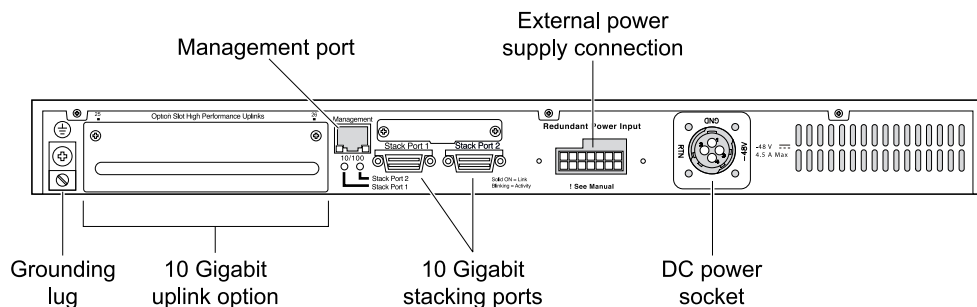 External power
supply connection
Management port
25
Option Slot High Performance Uplinks
26
Management
10/100
Stack Port 1
Stack Port 2
Stack Port 2
Stack Port 1
Solid ON = Link
Blinking = Activity
Redundant Power Input
! See Manual
GND
RTN
-48V
-48 V
4.5 A Max
Grounding
lug
10 Gigabit
uplink option
10 Gigabit
stacking ports
DC power
socket